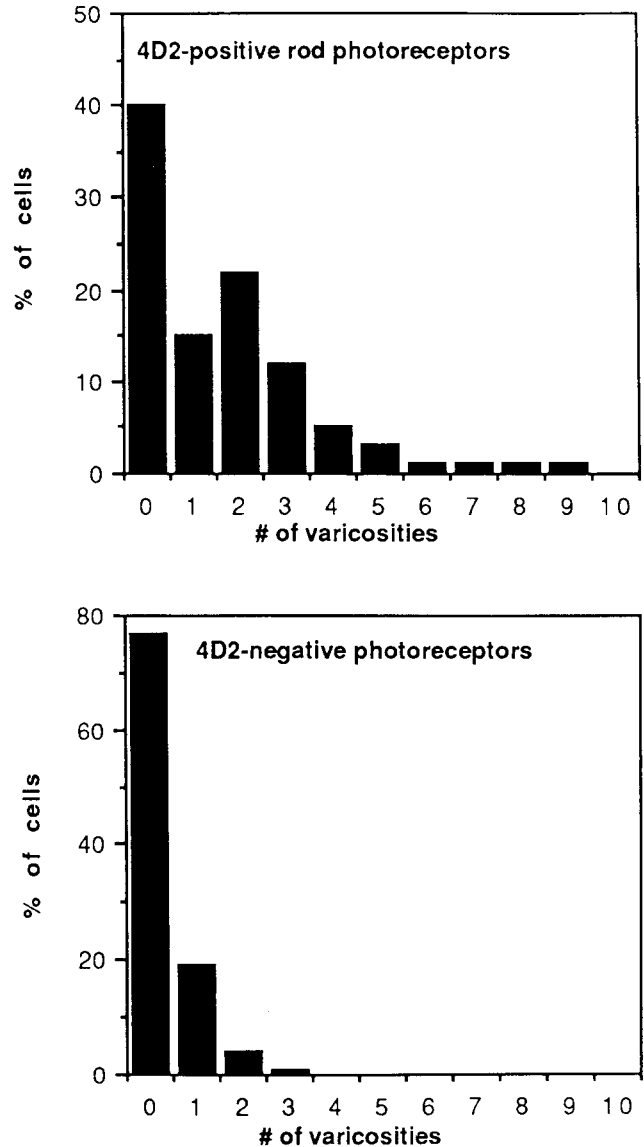 50
4D2-positive rod photoreceptors
40
30
20
10
0
% of cells
0 1 2 3 4 5 6 7 8 9 10
# of varicosities
80
4D2-negative photoreceptors
60
40
20
0
% of cells
0 1 2 3 4 5 6 7 8 9 10
# of varicosities